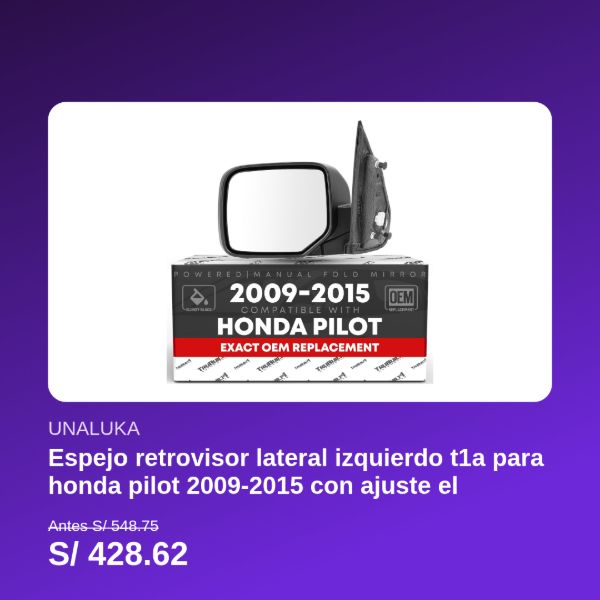 POWERED|MANUAL FOLD MIRROR
2009-2015
COMPATIBLE WITH
HONDA PILOT
OEM
EXACT OEM REPLACEMENT
UNALUKA
Espejo retrovisor lateral izquierdo t1a para
honda pilot 2009-2015 con ajuste el
Antes S/ 548.75
S/ 428.62